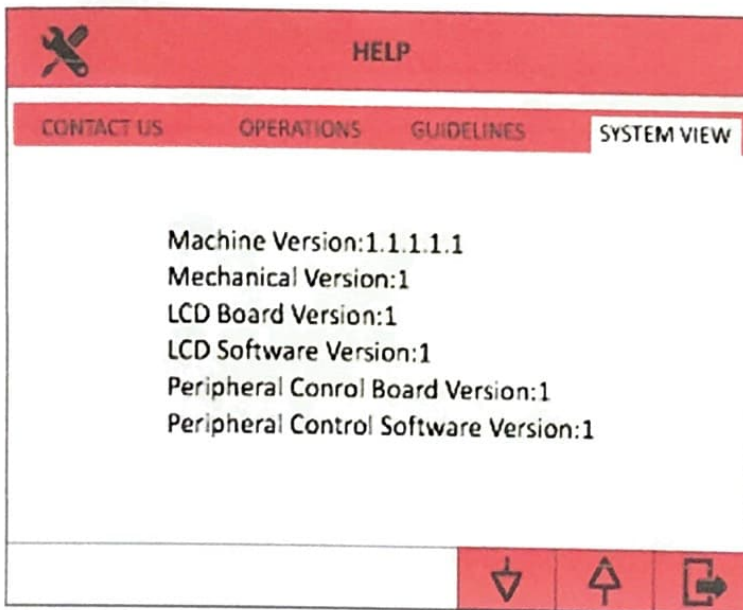 HELP
CONTACT US OPERATIONS GUIDELINES SYSTEM VIEW
Machine Version:1.1.1.1.1
Mechanical Version:1
LCD Board Version:1
LCD Software Version:1
Peripheral Conrol Board Version:1
Peripheral Control Software Version:1